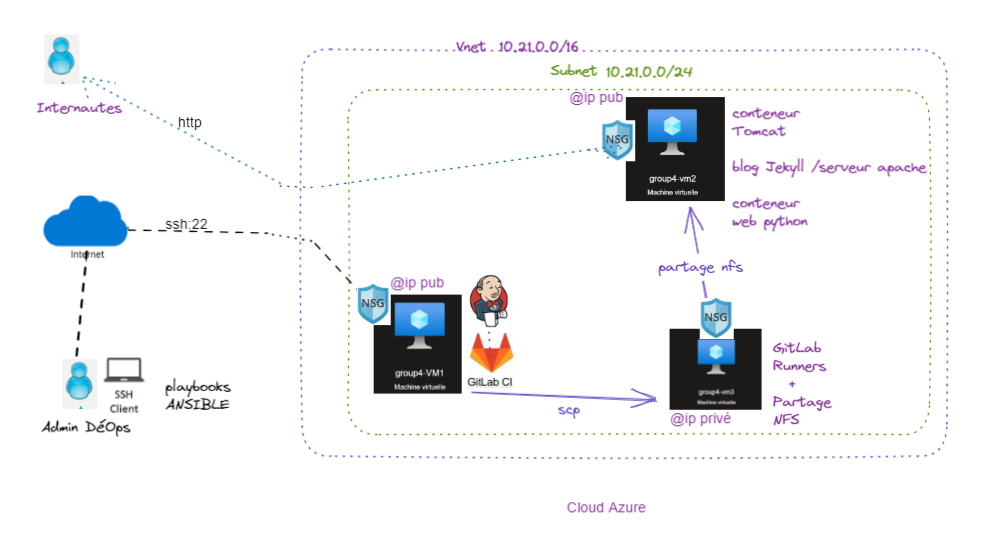 Vnet 10.21.0.0/16
Subnet 10.21.0.0/24
Internautes
http
@ip pub
NSG
group4-vm2
Machine virtuelle
conteneur
Tomcat
blog Jekyll /serveur apache
conteneur
web python
Internet
ssh:22
partage nfs
@ip pub
NSG
group4-VM1
Machine virtuelle
GitLab CI
scp
NSG
group4-vm3
Machine virtuelle
@ip privé
GitLab
Runners
+
Partage
NFS
SSH
Client
playbooks
ANSIBLE
Admin DéOps
Cloud Azure